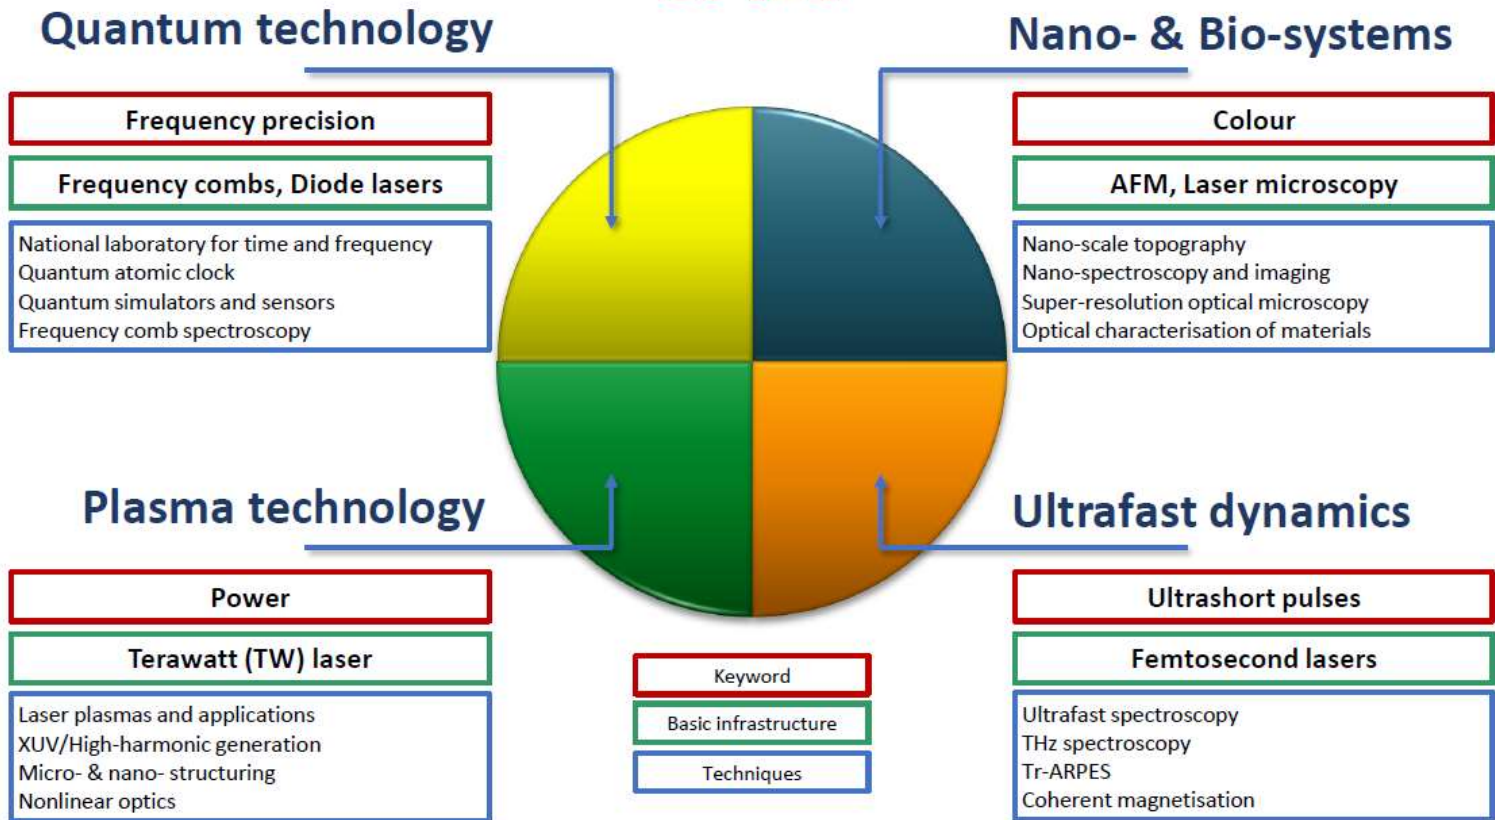 Quantum technology
Frequency precision
Frequency combs, Diode lasers
National laboratory for time and frequency
Quantum atomic clock
Quantum simulators and sensors
Frequency comb spectroscopy
Nano- & Bio-systems
Colour
AFM, Laser microscopy
Nano-scale topography
Nano-spectroscopy and imaging
Super-resolution optical microscopy
Optical characterisation of materials
Plasma technology
Power
Terawatt (TW) laser
Laser plasmas and applications
XUV/High-harmonic generation
Micro- & nano- structuring
Nonlinear optics
Keyword
Basic infrastructure
Techniques
Ultrafast dynamics
Ultrashort pulses
Femtosecond lasers
Ultrafast spectroscopy
THz spectroscopy
Tr-ARPES
Coherent magnetisation